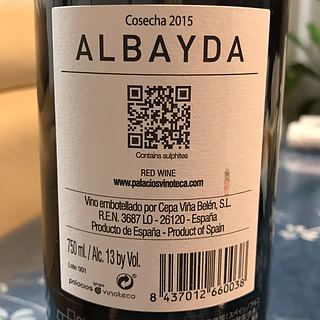 Cosecha 2015
ALBAYDA
Contains sulphites
RED WINE
www.palaciosvinoteca.com
Vino embotellado por Cepa Viña Belén, S.L.
R.E.N. 3687 LO - 26120 - España
Producto de España - Product of Spain
750 ml. / Alc. 13 by Vol.
Lote: 001
grupo
palacios vinoteca
8 437012 660038